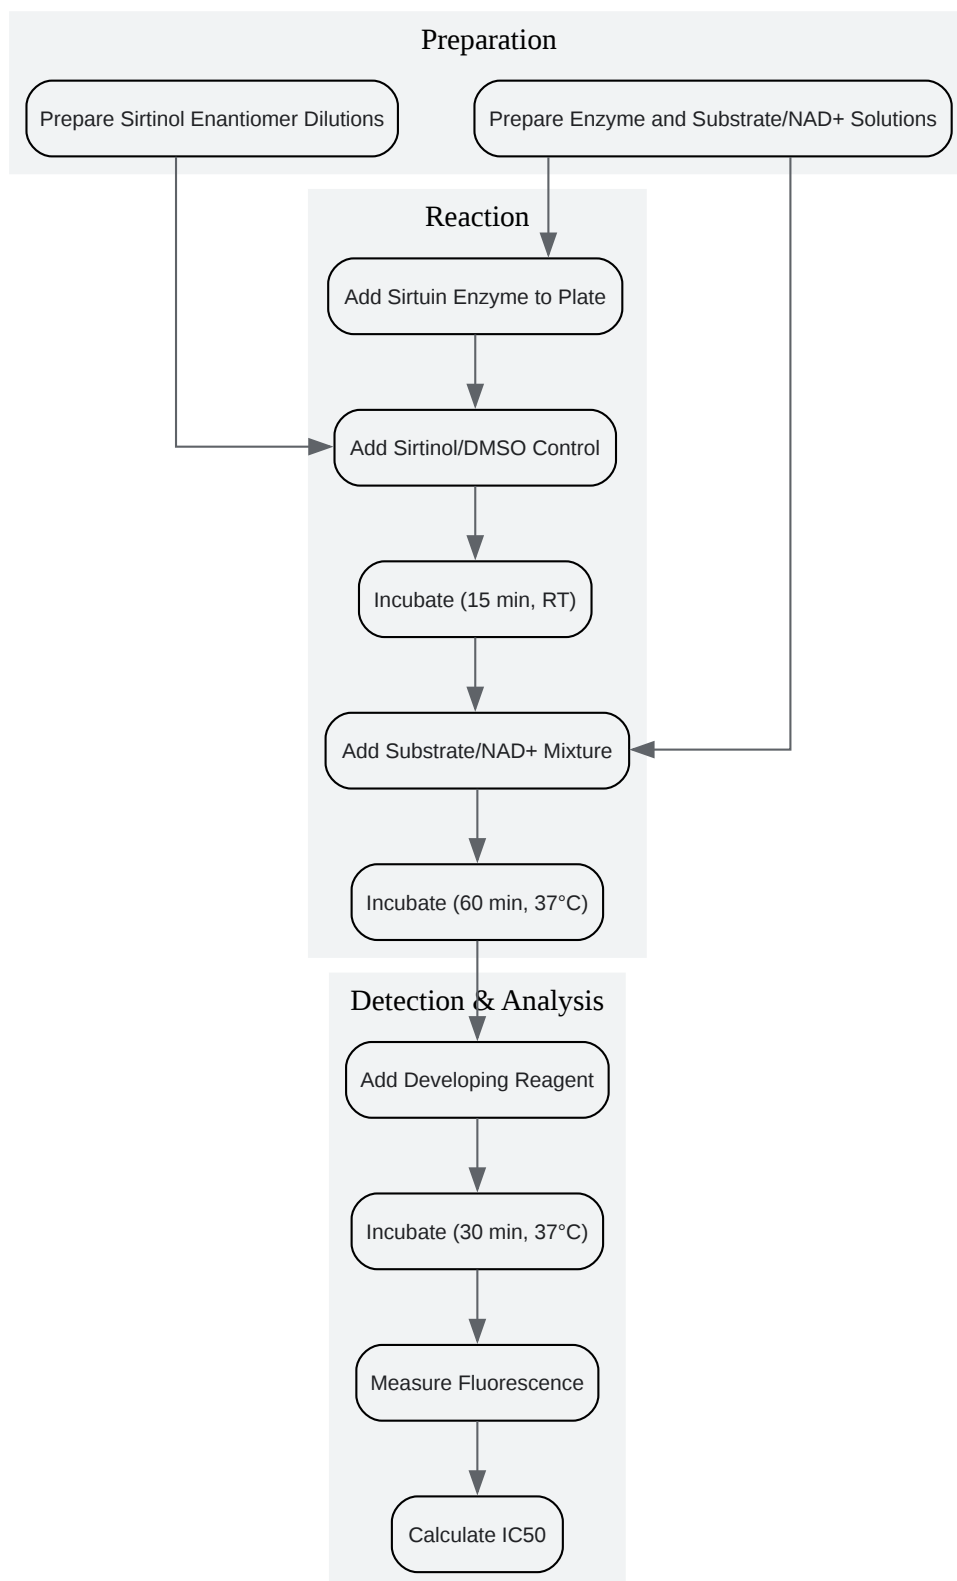 Preparation
Prepare Sirtinol Enantiomer Dilutions
Prepare Enzyme and Substrate/NAD+ Solutions
Reaction
Add Sirtuin Enzyme to Plate
Add Sirtinol/DMSO Control
Incubate (15 min, RT)
Add Substrate/NAD+ Mixture
Incubate (60 min, 37°C)
Detection & Analysis
Add Developing Reagent
Incubate (30 min, 37°C)
Measure Fluorescence
Calculate IC50